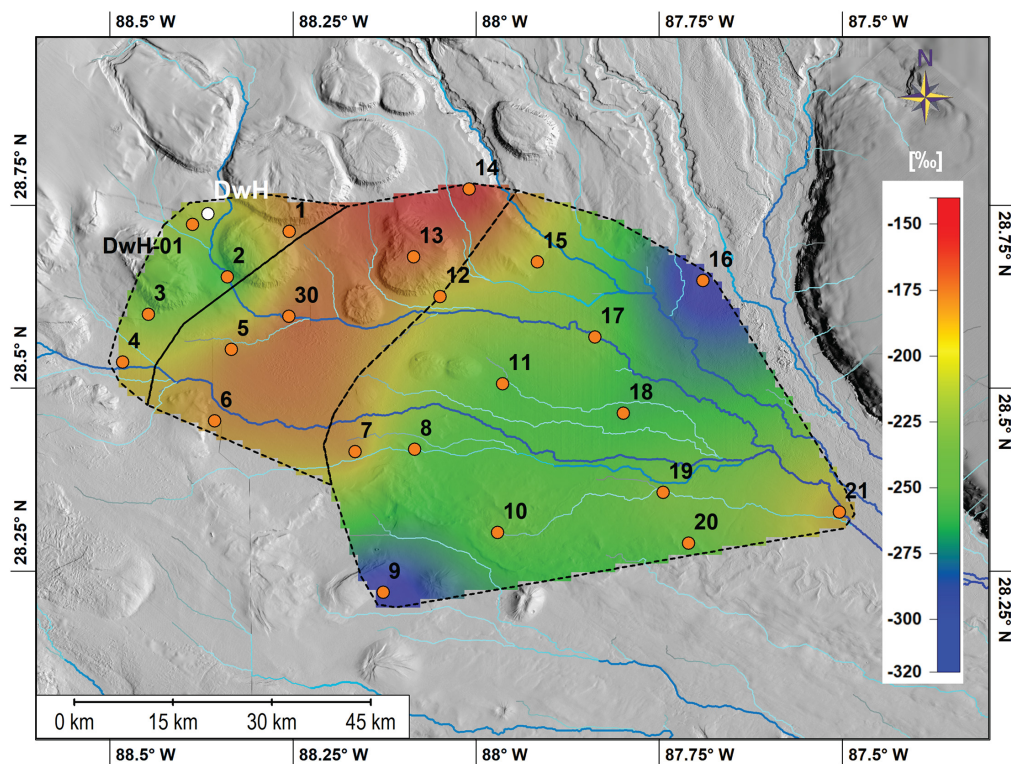 88.5° W 88.25° W 88° W 87.75° W 87.5° W
N
[‰]
28.75° N
28.75° N
28.5° N
28.5° N
28.25° N
28.25° N
14
DwH
1
DwH-01
13
15
2
16
12
3
30
17
5
4
11
18
6
7
8
19
21
10
20
9
-150
-175
-200
-225
-250
-275
-300
-320
0 km 15 km 30 km 45 km
88.5° W 88.25° W 88° W 87.75° W 87.5° W